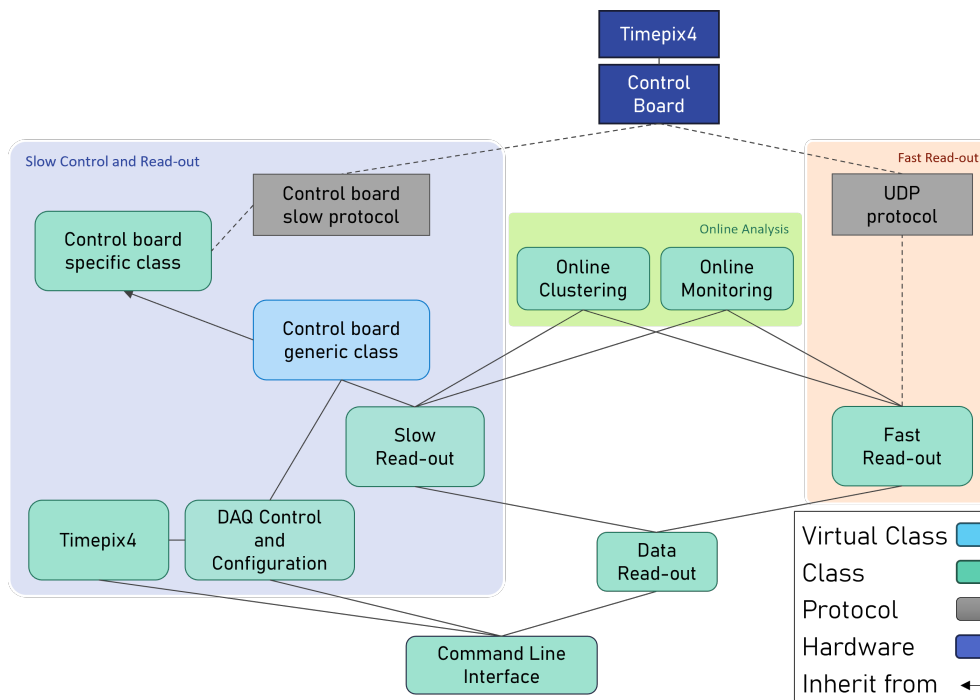 Timepix4
Control
Board
Slow Control and Read-out
Fast Read-out
Control board
slow protocol
UDP
protocol
Control board
specific class
Online Analysis
Online
Clustering
Online
Monitoring
Control board
generic class
Slow
Read-out
Fast
Read-out
Timepix4
DAQ Control
and
Configuration
Data
Read-out
Command Line
Interface
Virtual Class
Class
Protocol
Hardware
Inherit from